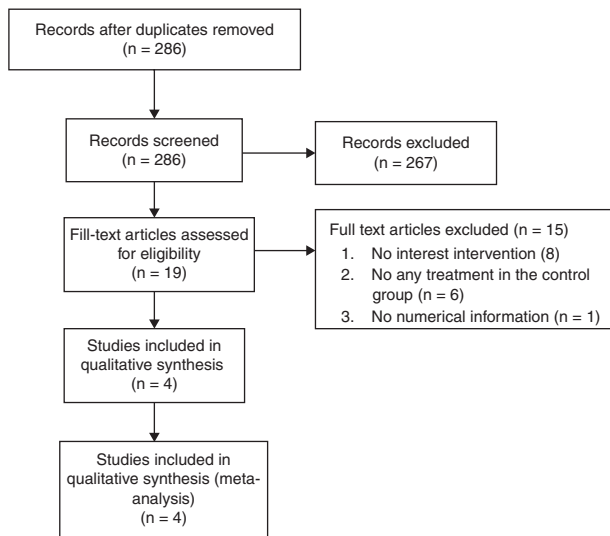 Records after duplicates removed
(n = 286)
Records screened
(n = 286)
Records excluded
(n = 267)
Fill-text articles assessed
for eligibility
(n = 19)
Full text articles excluded (n = 15)
1. No interest intervention (8)
2. No any treatment in the control
group (n = 6)
3. No numerical information (n = 1)
Studies included in
qualitative synthesis
(n = 4)
Studies included in
qualitative synthesis (meta-
analysis)
(n = 4)